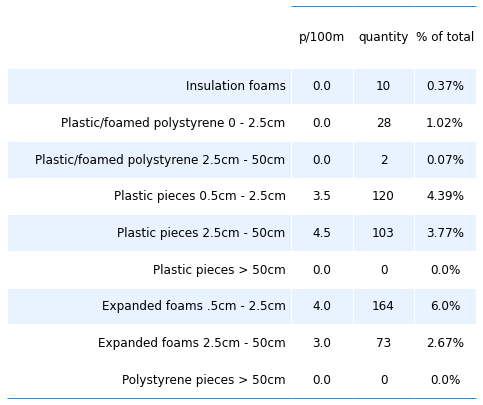 p/100m quantity % of total
Insulation foams 0.0 10 0.37%
Plastic/foamed polystyrene 0 - 2.5cm 0.0 28 1.02%
Plastic/foamed polystyrene 2.5cm - 50cm 0.0 2 0.07%
Plastic pieces 0.5cm - 2.5cm 3.5 120 4.39%
Plastic pieces 2.5cm - 50cm 4.5 103 3.77%
Plastic pieces > 50cm 0.0 0 0.0%
Expanded foams .5cm - 2.5cm 4.0 164 6.0%
Expanded foams 2.5cm - 50cm 3.0 73 2.67%
Polystyrene pieces > 50cm 0.0 0 0.0%